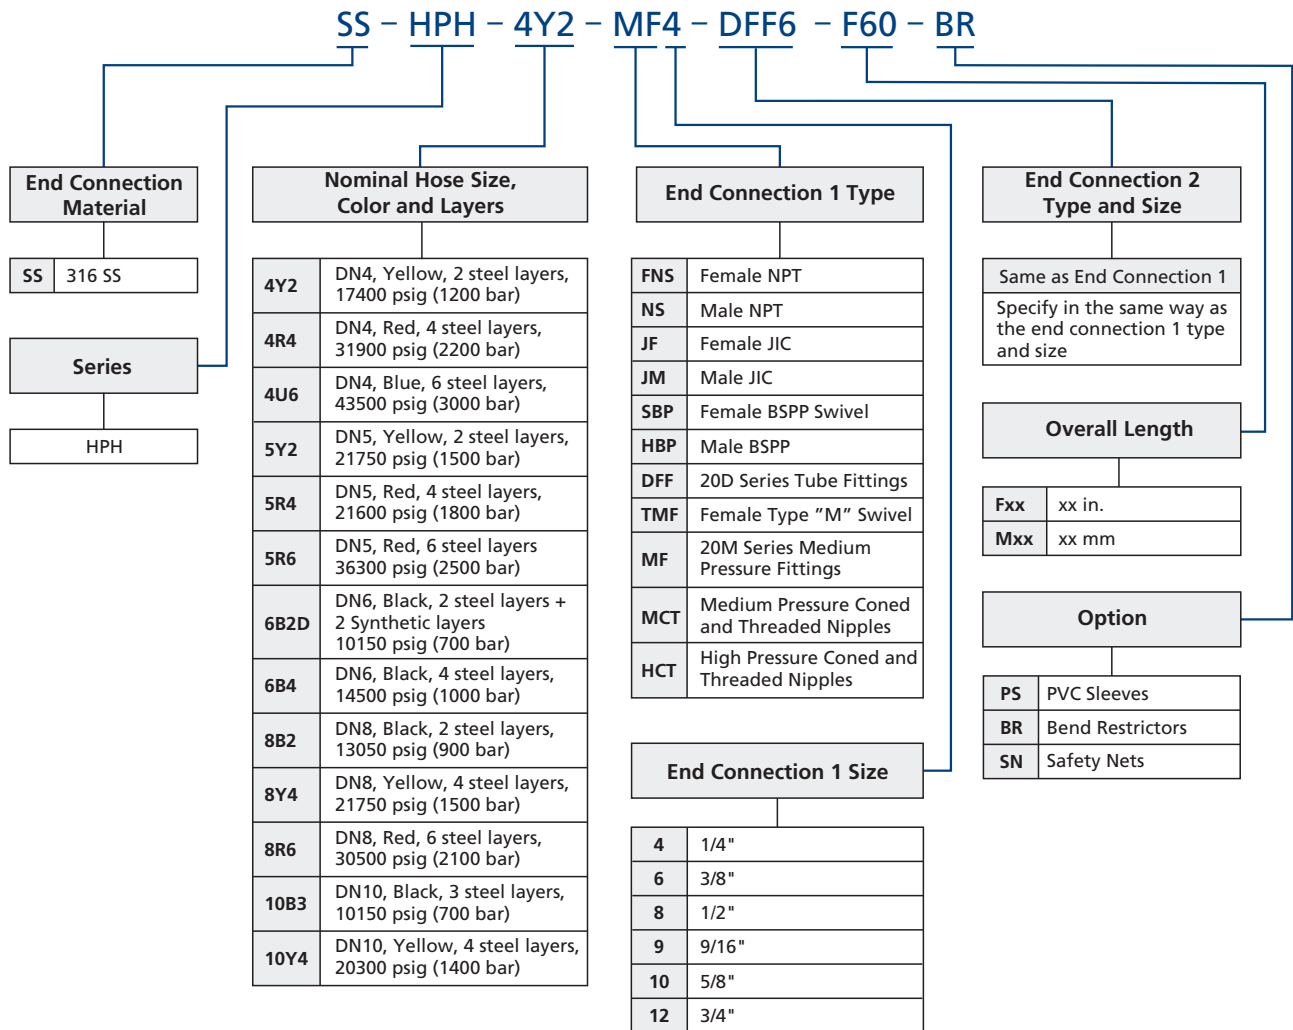 SS – HPH – 4Y2 – MF4 – DFF6 – F60 – BR
End Connection
Material
SS 316 SS
Series
HPH
Nominal Hose Size,
Color and Layers
4Y2 DN4, Yellow, 2 steel layers,
17400 psig (1200 bar)
4R4 DN4, Red, 4 steel layers,
31900 psig (2200 bar)
4U6 DN4, Blue, 6 steel layers,
43500 psig (3000 bar)
5Y2 DN5, Yellow, 2 steel layers,
21750 psig (1500 bar)
5R4 DN5, Red, 4 steel layers,
21600 psig (1800 bar)
5R6 DN5, Red, 6 steel layers
36300 psig (2500 bar)
6B2D DN6, Black, 2 steel layers +
2 Synthetic layers
10150 psig (700 bar)
6B4 DN6, Black, 4 steel layers,
14500 psig (1000 bar)
8B2 DN8, Black, 2 steel layers,
13050 psig (900 bar)
8Y4 DN8, Yellow, 4 steel layers,
21750 psig (1500 bar)
8R6 DN8, Red, 6 steel layers,
30500 psig (2100 bar)
10B3 DN10, Black, 3 steel layers,
10150 psig (700 bar)
10Y4 DN10, Yellow, 4 steel layers,
20300 psig (1400 bar)
End Connection 1 Type
FNS Female NPT
NS Male NPT
JF Female JIC
JM Male JIC
SBP Female BSPP Swivel
HBP Male BSPP
DFF 20D Series Tube Fittings
TMF Female Type ”M” Swivel
MF 20M Series Medium
Pressure Fittings
MCT Medium Pressure Coned
and Threaded Nipples
HCT High Pressure Coned and
Threaded Nipples
End Connection 1 Size
4 1/4"
6 3/8"
8 1/2"
9 9/16"
10 5/8"
12 3/4"
End Connection 2
Type and Size
Same as End Connection 1
Specify in the same way as
the end connection 1 type
and size
Overall Length
Fxx xx in.
Mxx xx mm
Option
PS PVC Sleeves
BR Bend Restrictors
SN Safety Nets